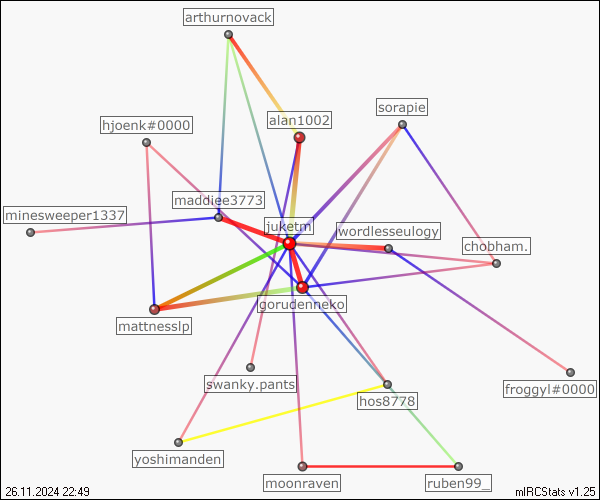 arthurnovack
sorapie
alan1002
hjoenk#0000
maddiee3773
minesweeper1337
juketm
wordlesseulogy
chobham.
gorudenneko
mattnesslp
swanky.pants
froggyl#0000
hos8778
yoshimanden
moonraven
ruben99_
26.11.2024 22:49
mIRCStats v1.25